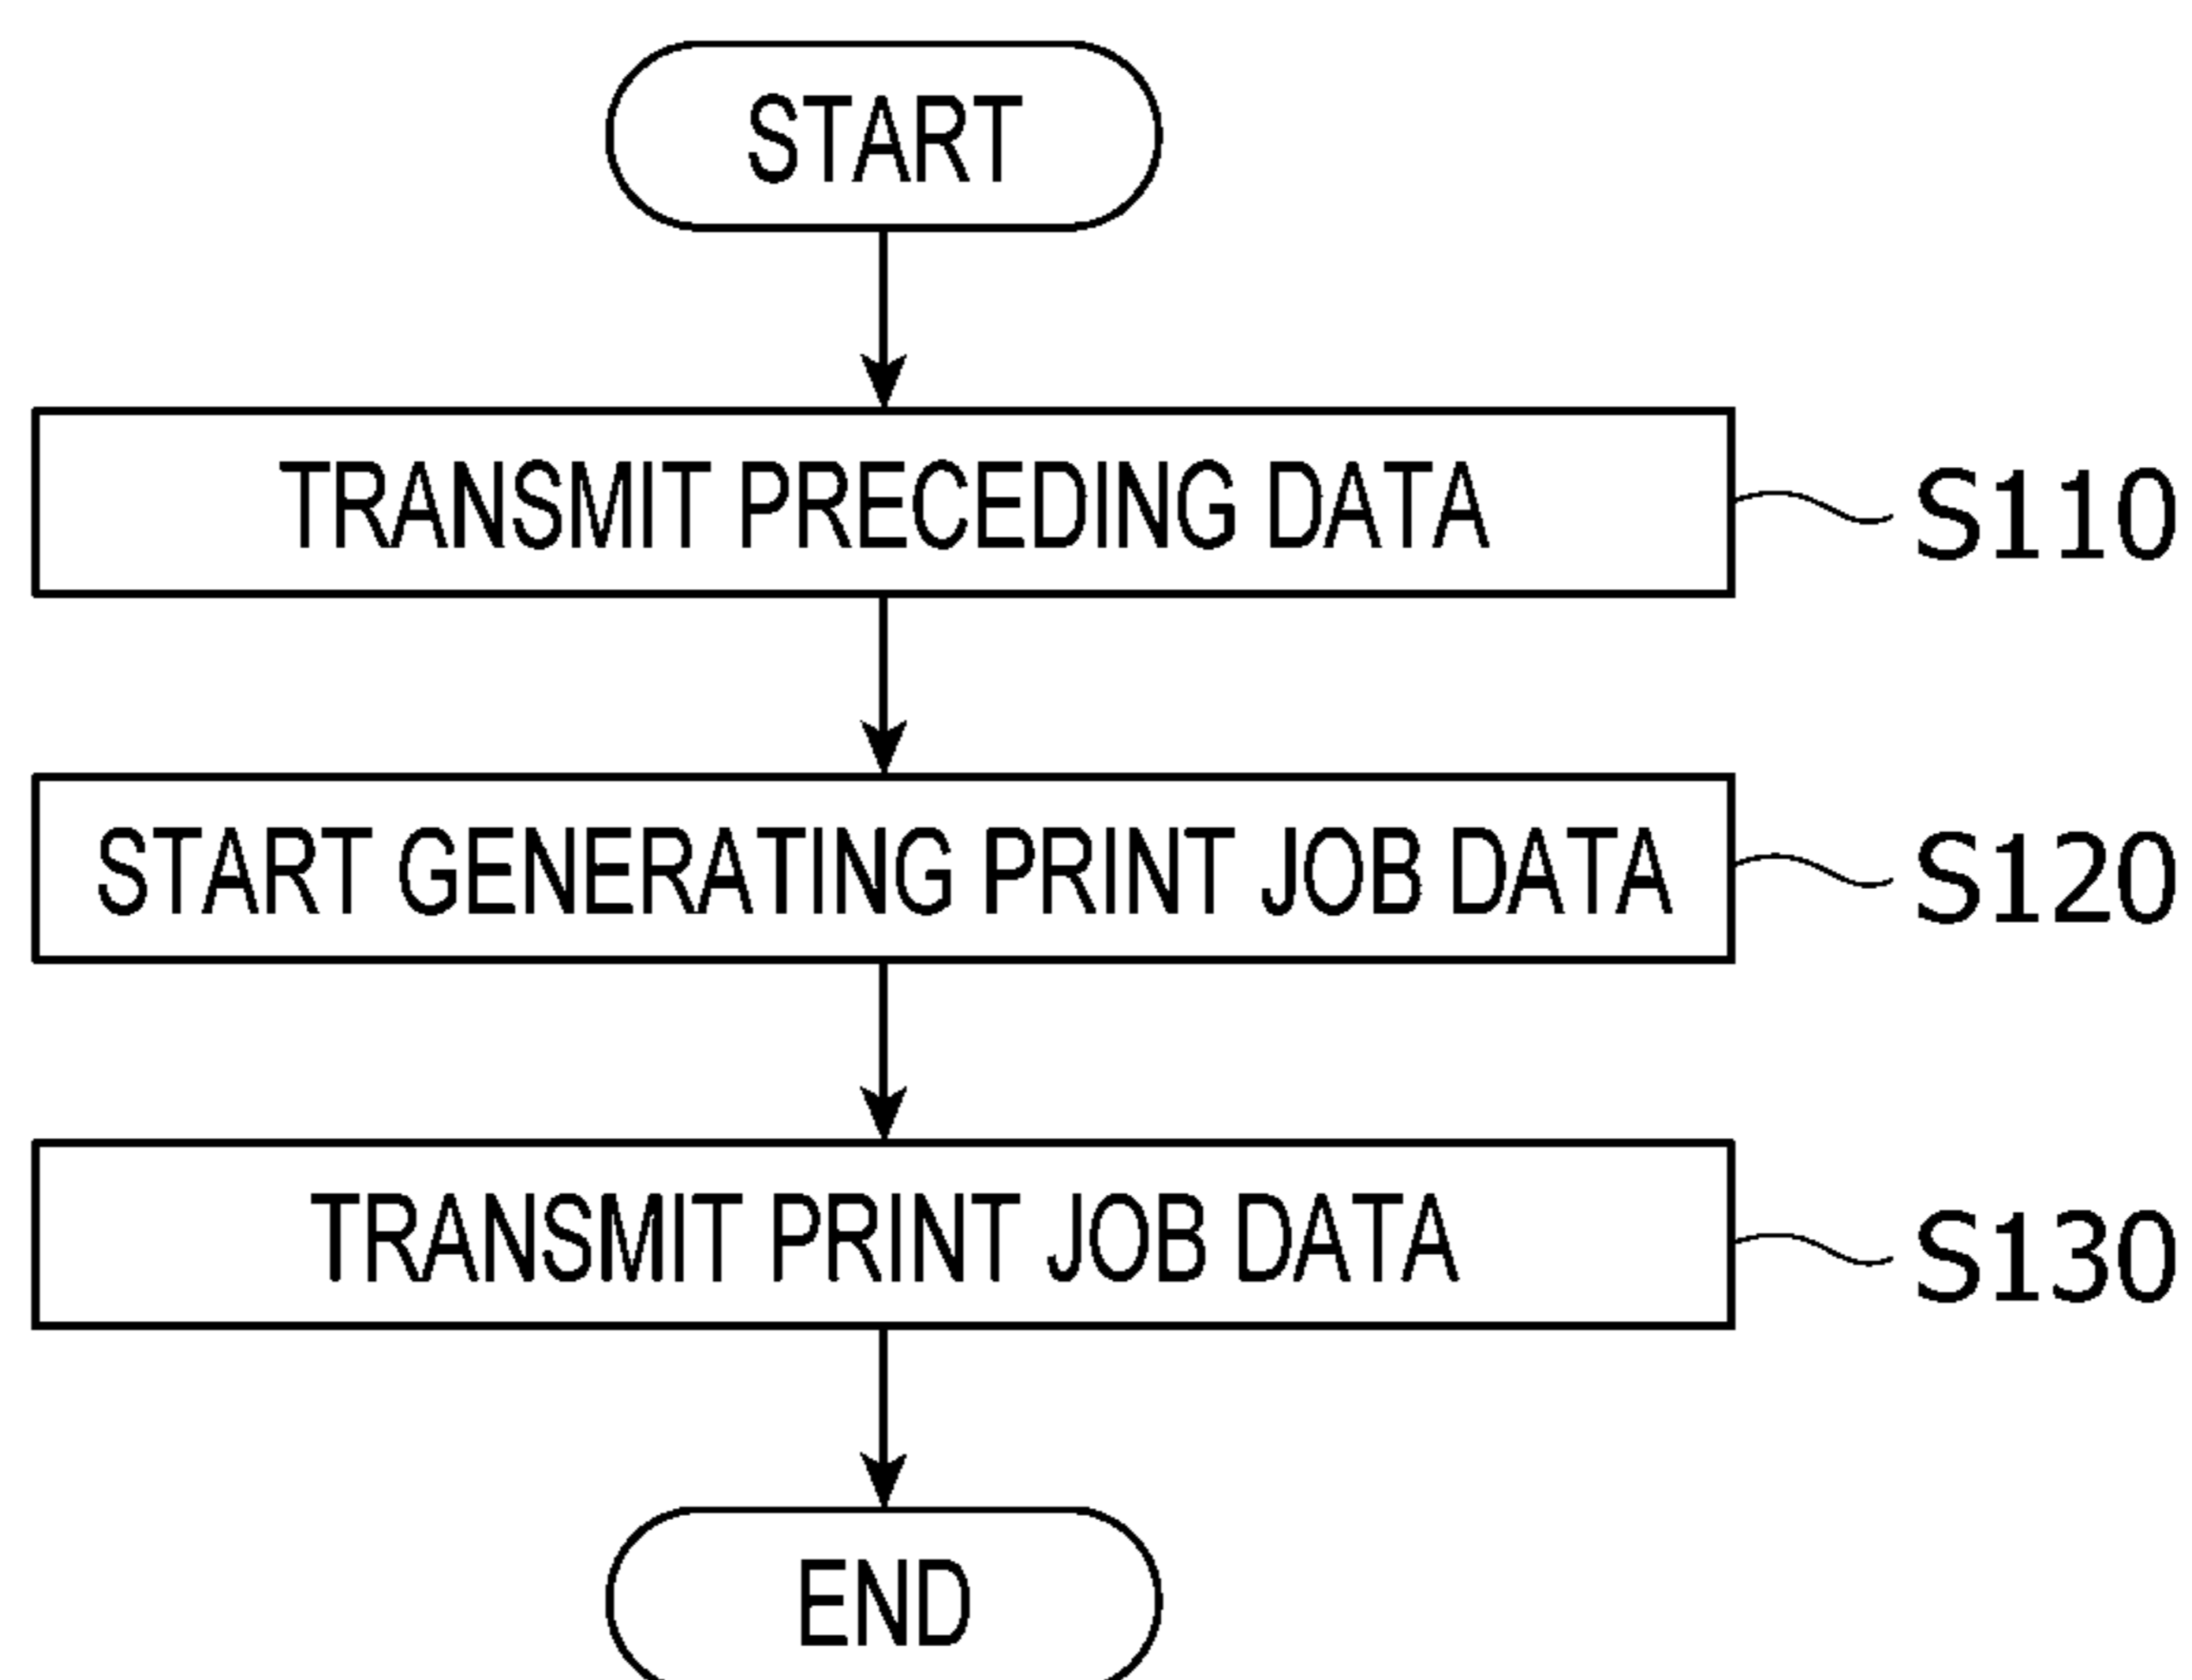 START
TRANSMIT PRECEDING DATA
S110
START GENERATING PRINT JOB DATA
S120
TRANSMIT PRINT JOB DATA
S130
END